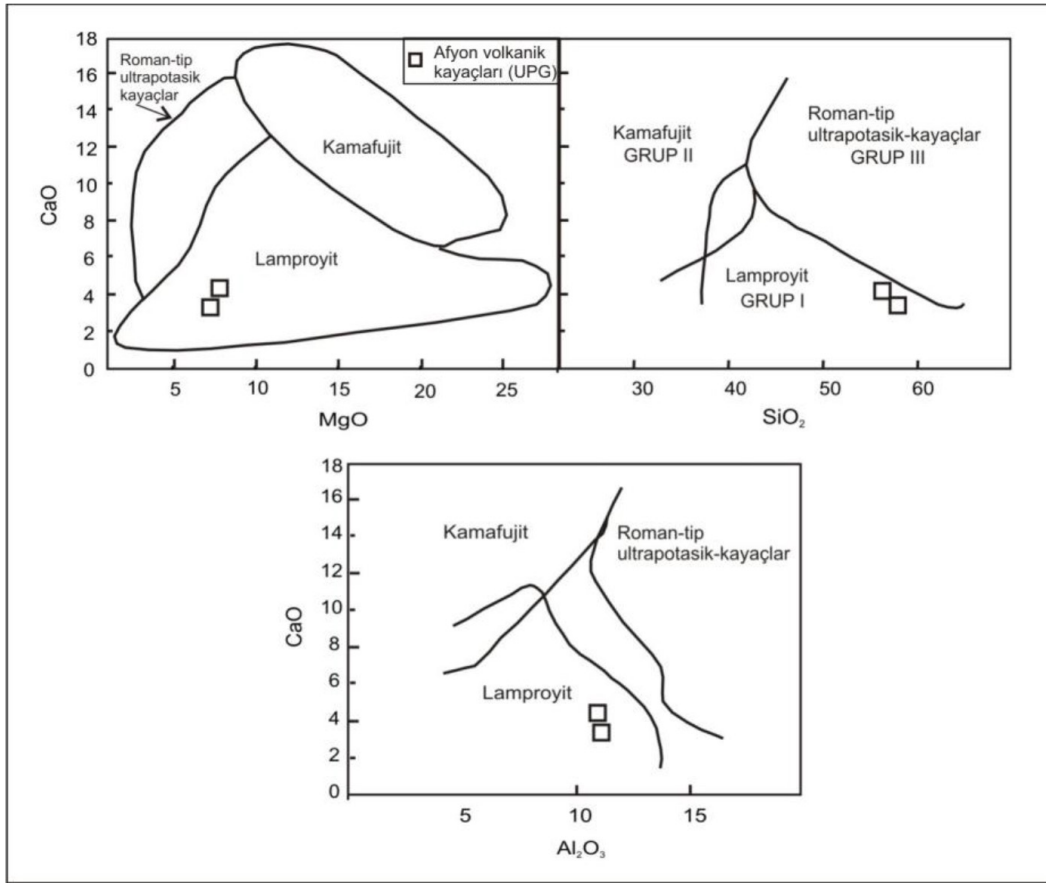 18
16
14
12
10
8
6
4
2
0
CaO
Roman-tip
ultrapotasik
kayaçlar
Kamafujit
Lamproyit
Afyon volkanik
kayaçları (UPG)
5
10
15
20
25
MgO
Kamafujit
GRUP II
Roman-tip
ultrapotasik-kayaçlar
GRUP III
Lamproyit
GRUP I
30
40
50
60
SiO₂
18
16
14
12
10
8
6
4
2
0
CaO
Kamafujit
Roman-tip
ultrapotasik-kayaçlar
Lamproyit
5
10
15
Al₂O₃